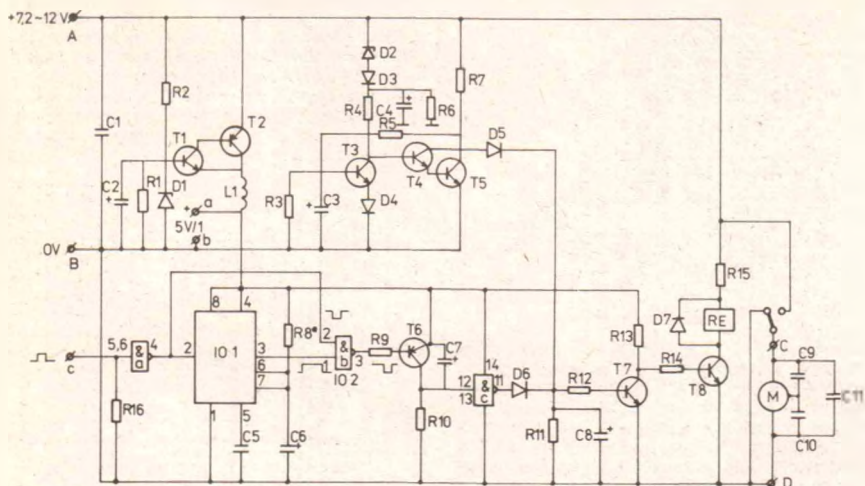 +7,2~12 V
A
D2
D3
R2
R7
R4
C4
+
R6
C1
T1
T2
R5
D5
T3
T4
T5
C2
+
R1
D1
L1
R3
C3
+
D4
+
a
5V/1
b
0V
B
R15
8
4
D7
RE
C
2
T6
R13
5,6
&
a
4
2
IO 1
3
R8*
&
b
3
R9
C7
+
14
T7
R14
T8
C9
c
6
1
IO 2
12
&
11
D6
R12
M
C11
7
13
c
R16
1
5
R10
R11
C8
+
C10
C5
C6
+
D